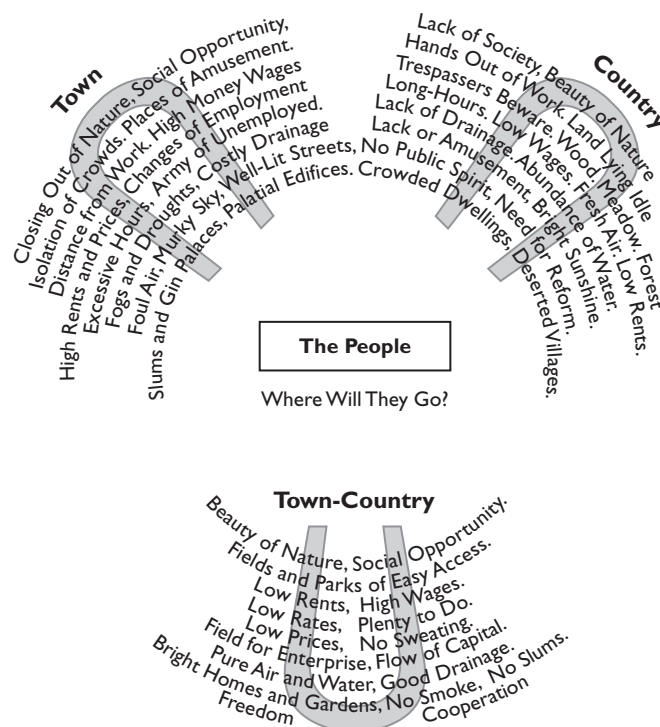 Town
Closing Out of Nature, Social Opportunity,
Isolation of Crowds. Places of Amusement.
Distance from Work. High Money Wages
High Rents and Prices, Changes of Employment
Excessive Hours, Army of Unemployed.
Fogs and Droughts, Costly Drainage
Foul Air, Murky Sky, Well-Lit Streets,
Slums and Gin Palaces, Palatial Edifices.
Country
Lack of Society, Beauty of Nature
Hands Out of Work. Land Lying Idle
Trespassers Beware. Wood. Meadow. Forest
Long-Hours. Low Wages. Fresh Air. Low Rents.
Lack of Drainage. Abundance of Water.
Lack or Amusement, Bright Sunshine.
No Public Spirit, Need for Reform.
Crowded Dwellings, Deserted Villages.
The People
Where Will They Go?
Town-Country
Beauty of Nature, Social Opportunity.
Fields and Parks of Easy Access.
Low Rents, High Wages.
Low Rates, Plenty to Do.
Low Prices, No Sweating.
Field for Enterprise, Flow of Capital.
Pure Air and Water, Good Drainage.
Bright Homes and Gardens, No Smoke, No Slums.
Freedom Cooperation